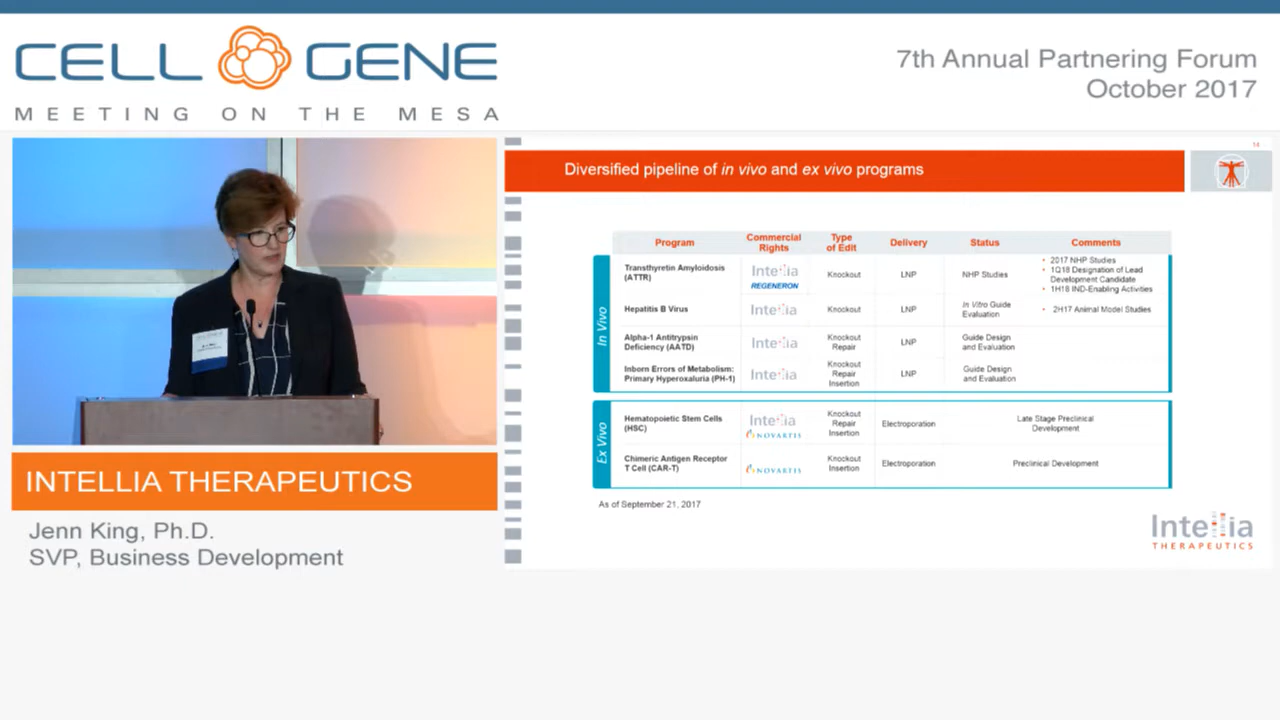 CELL GENE
MEETING ON THE MESA
7th Annual Partnering Forum
October 2017
14
Diversified pipeline of in vivo and ex vivo programs
Program
Commercial
Rights
Type
of Edit
Delivery
Status
Comments
In Vivo
Transthyretin Amyloidosis
(ATTR)
Intellia
REGENERON
Knockout
LNP
NHP Studies
• 2017 NHP Studies
• 1Q18 Designation of Lead
Development Candidate
• 1H18 IND-Enabling Activities
Hepatitis B Virus
Intellia
Knockout
LNP
In Vitro Guide
Evaluation
• 2H17 Animal Model Studies
Alpha-1 Antitrypsin
Deficiency (AATD)
Intellia
Knockout
Repair
LNP
Guide Design
and Evaluation
Inborn Errors of Metabolism:
Primary Hyperoxaluria (PH-1)
Intellia
Knockout
Repair
Insertion
LNP
Guide Design
and Evaluation
Ex Vivo
Hematopoietic Stem Cells
(HSC)
Intellia
NOVARTIS
Knockout
Repair
Insertion
Electroporation
Late Stage Preclinical
Development
Chimeric Antigen Receptor
T Cell (CAR-T)
NOVARTIS
Knockout
Insertion
Electroporation
Preclinical Development
As of September 21, 2017
Intellia
THERAPEUTICS
INTELLIA THERAPEUTICS
Jenn King, Ph.D.
SVP, Business Development